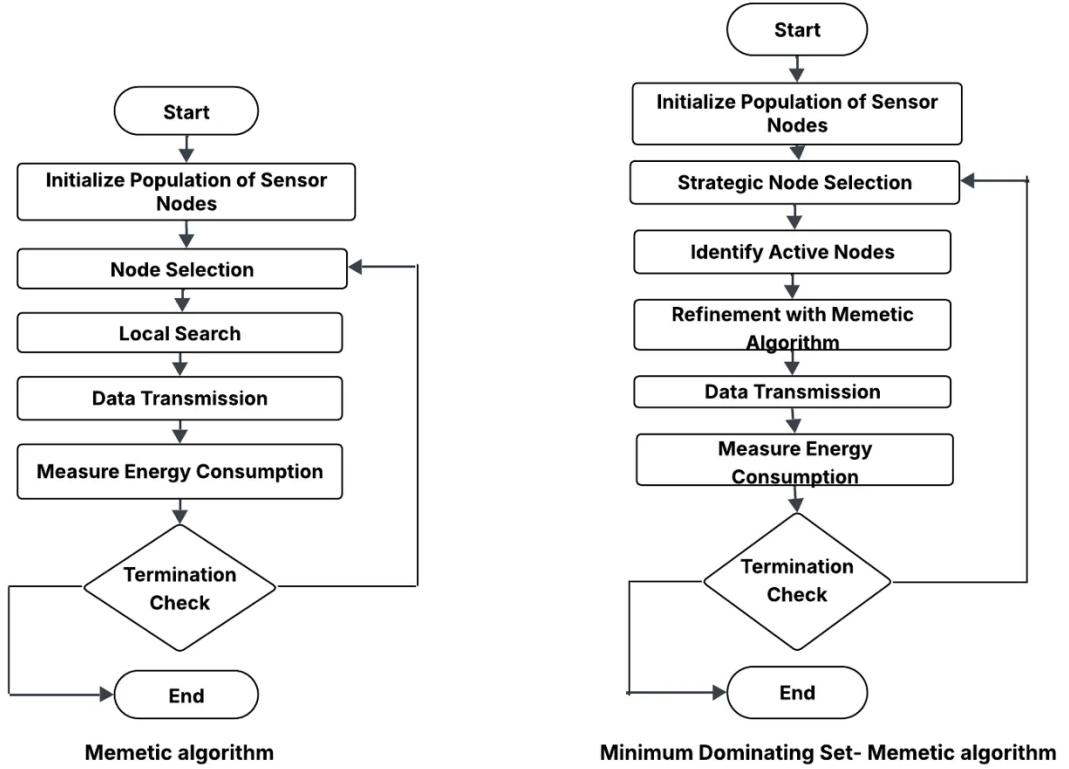 Start
Initialize Population of Sensor
Nodes
Node Selection
Local Search
Data Transmission
Measure Energy Consumption
Termination
Check
End
Memetic algorithm
Start
Initialize Population of Sensor
Nodes
Strategic Node Selection
Identify Active Nodes
Refinement with Memetic
Algorithm
Data Transmission
Measure Energy
Consumption
Termination
Check
End
Minimum Dominating Set- Memetic algorithm